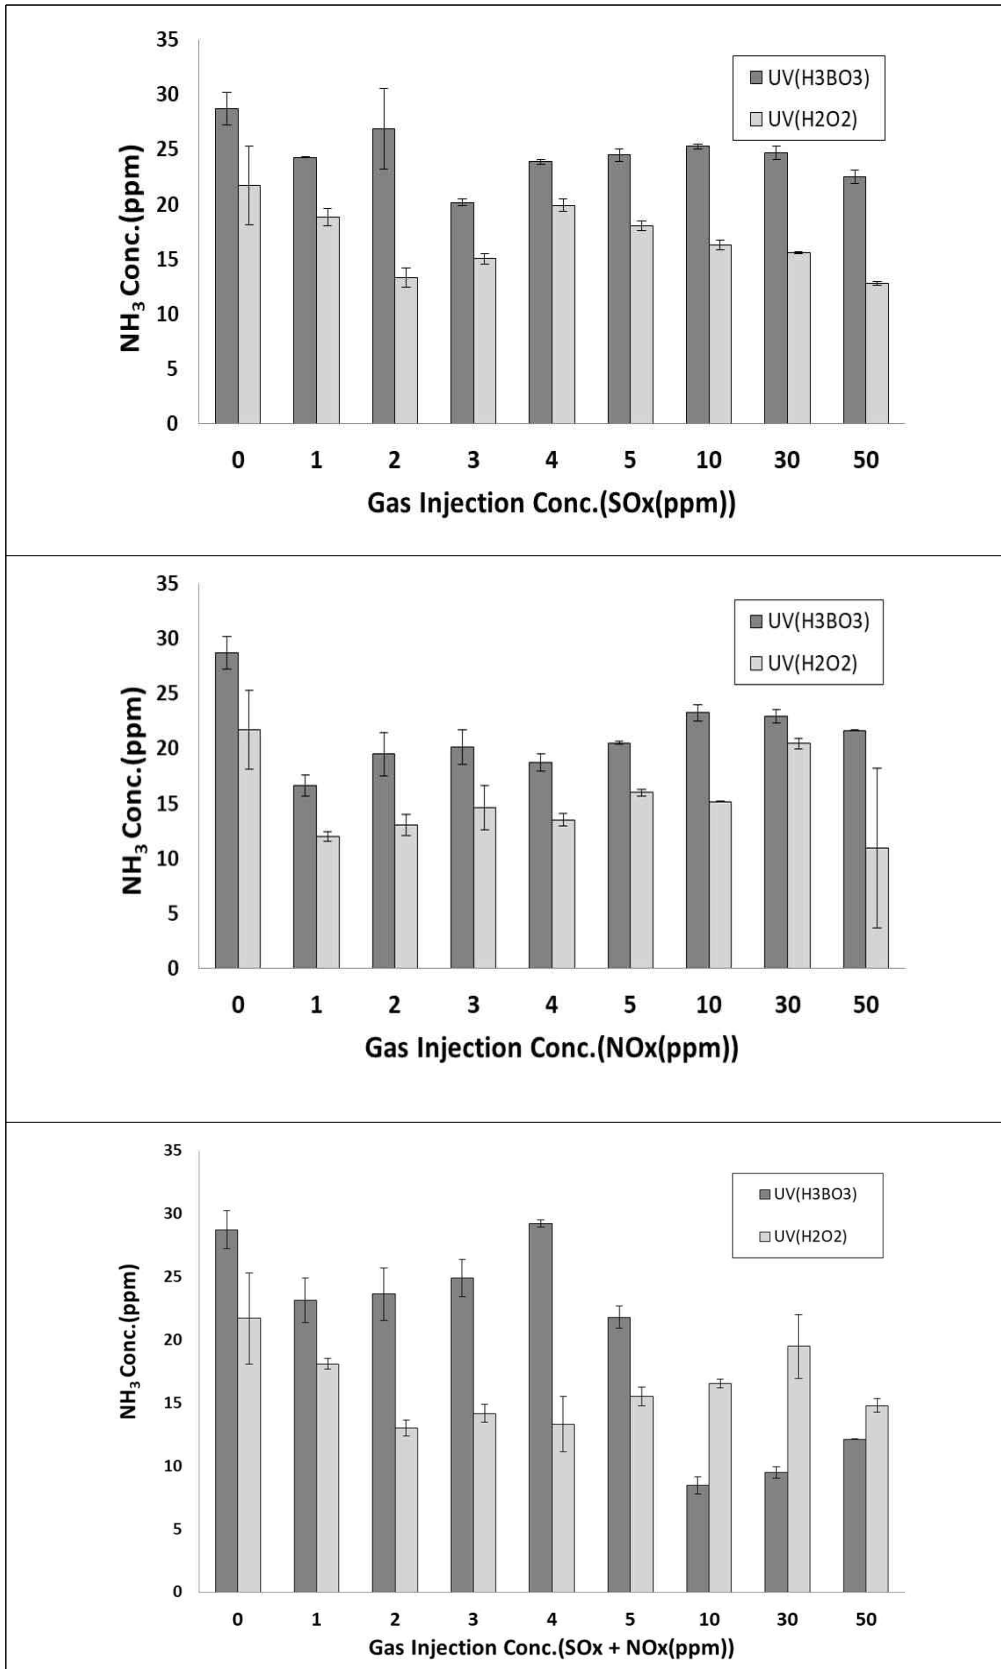 35
30
25
20
15
10
5
0
NH3 Conc.(ppm)
UV(H3BO3)
UV(H2O2)
0 1 2 3 4 5 10 30 50
Gas Injection Conc.(SOx(ppm))
35
30
25
20
15
10
5
0
NH3 Conc.(ppm)
UV(H3BO3)
UV(H2O2)
0 1 2 3 4 5 10 30 50
Gas Injection Conc.(NOx(ppm))
35
30
25
20
15
10
5
0
NH3 Conc.(ppm)
UV(H3BO3)
UV(H2O2)
0 1 2 3 4 5 10 30 50
Gas Injection Conc.(SOx + NOx(ppm))